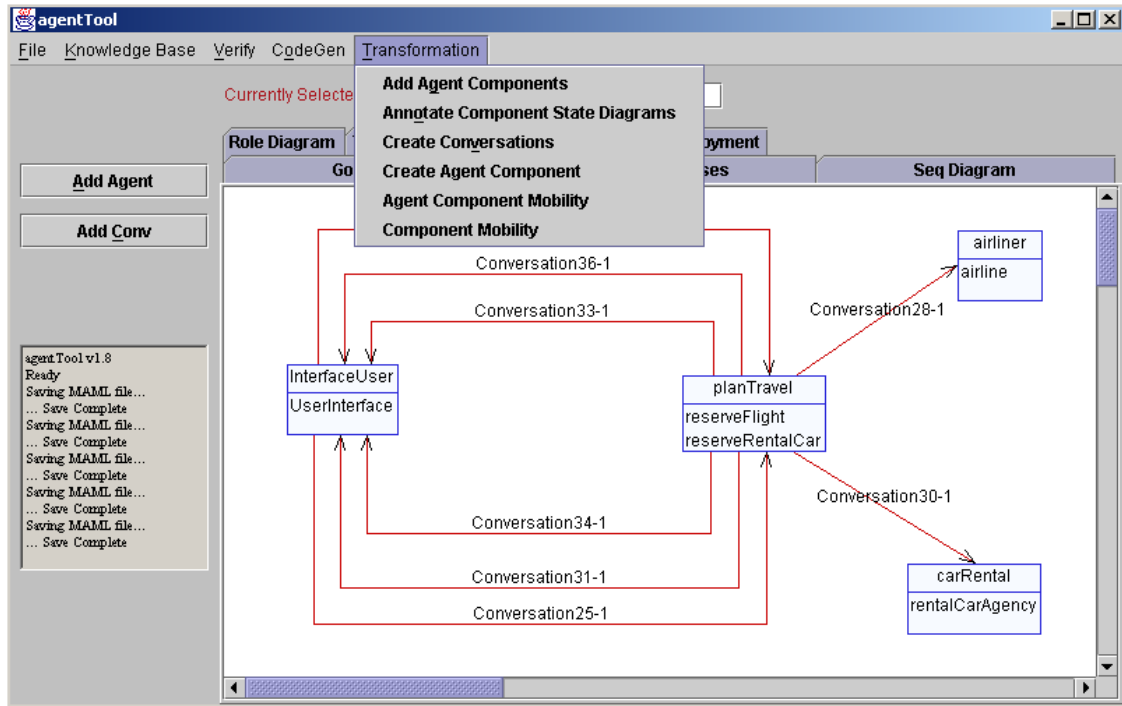 agentTool
File Knowledge Base Verify CodeGen Transformation
Add Agent Components
Annotate Component State Diagrams
Create Conversations
Create Agent Component
Agent Component Mobility
Component Mobility
Currently
Role Diagram
Seq Diagram
Add Agent
Add Conv
agentTool v1.8
Ready
Saving MAML file...
... Save Complete
Saving MAML file...
... Save Complete
Saving MAML file...
... Save Complete
Saving MAML file...
... Save Complete
Saving MAML file...
... Save Complete
Conversation36-1
Conversation33-1
InterfaceUser
UserInterface
planTravel
reserveFlight
reserveRentalCar
airliner
airline
Conversation28-1
Conversation30-1
carRental
rentalCarAgency
Conversation34-1
Conversation31-1
Conversation25-1